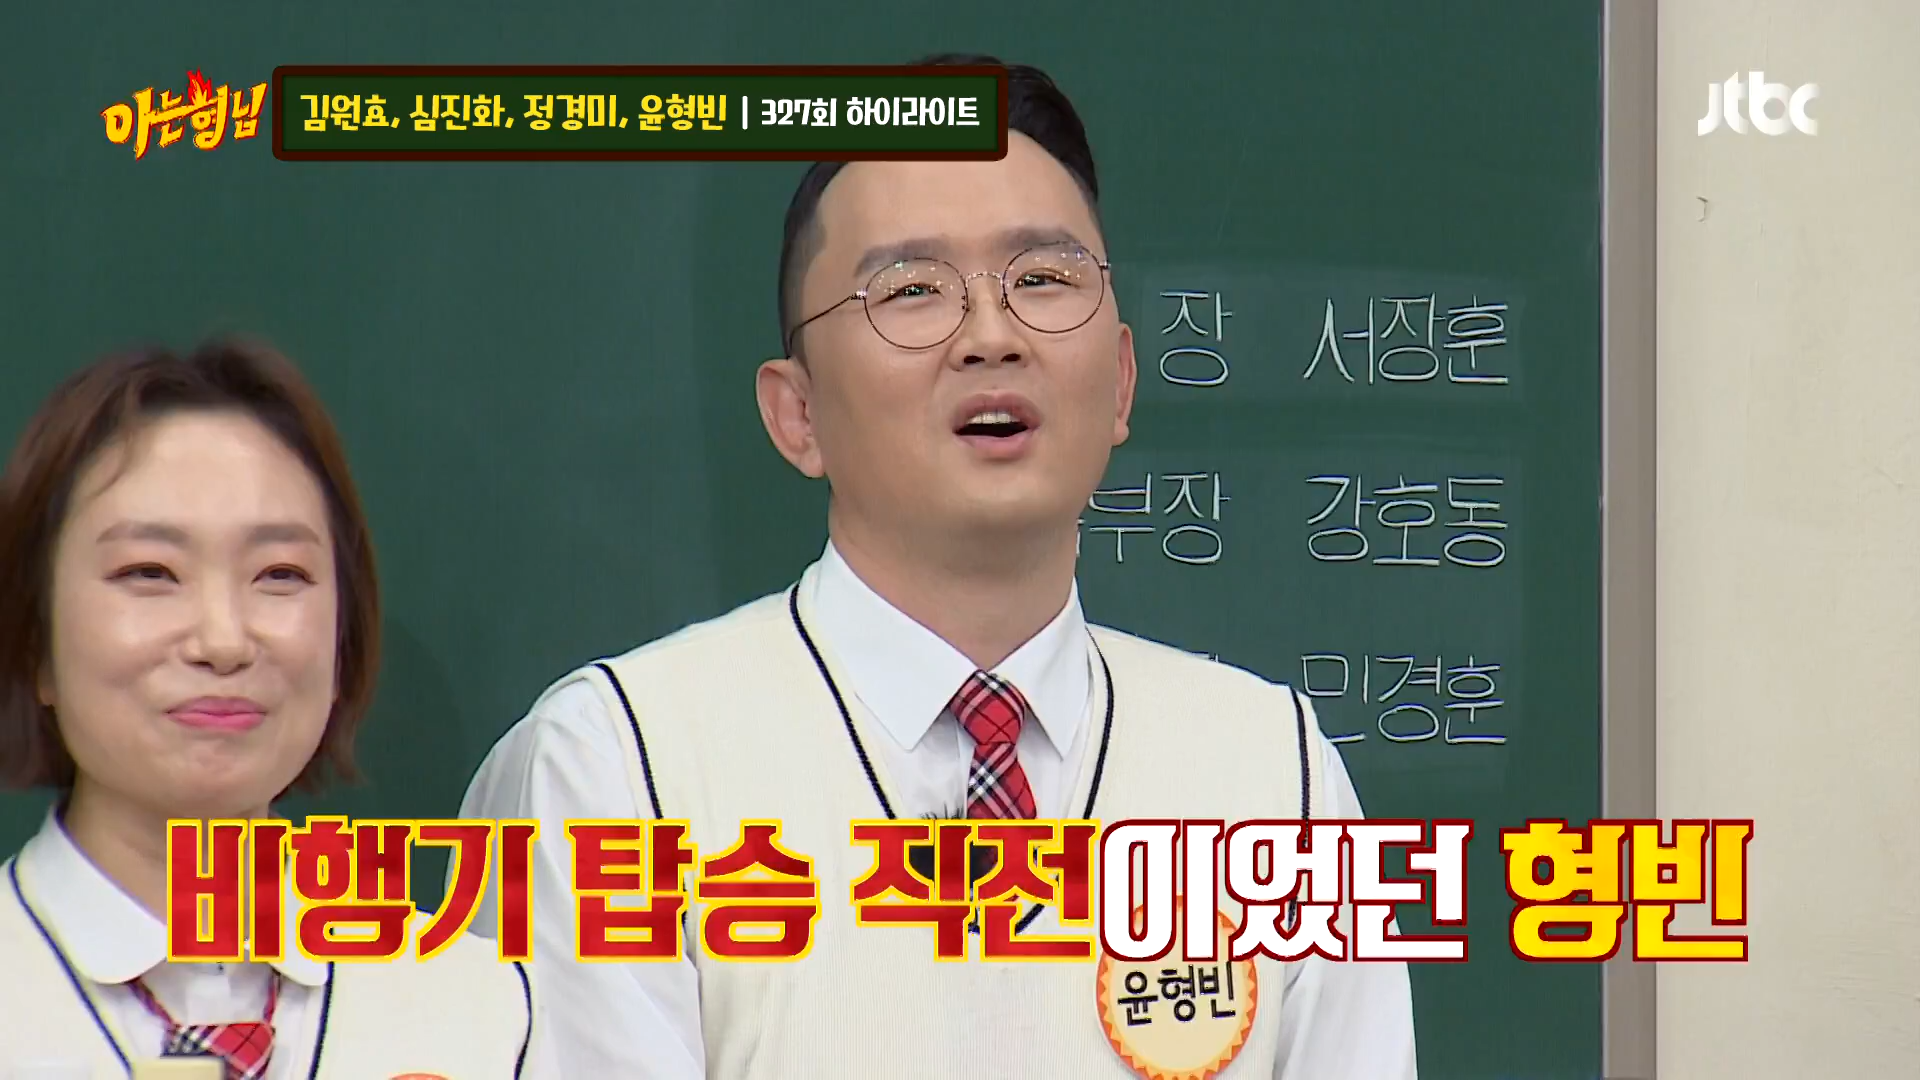 아는형님
김원효, 심진화, 정경미, 윤형빈 | 327회 하이라이트
jtbc
장 서장훈
부장 강호동
민경훈
비행기 탑승 직전이었던 형빈
윤형빈